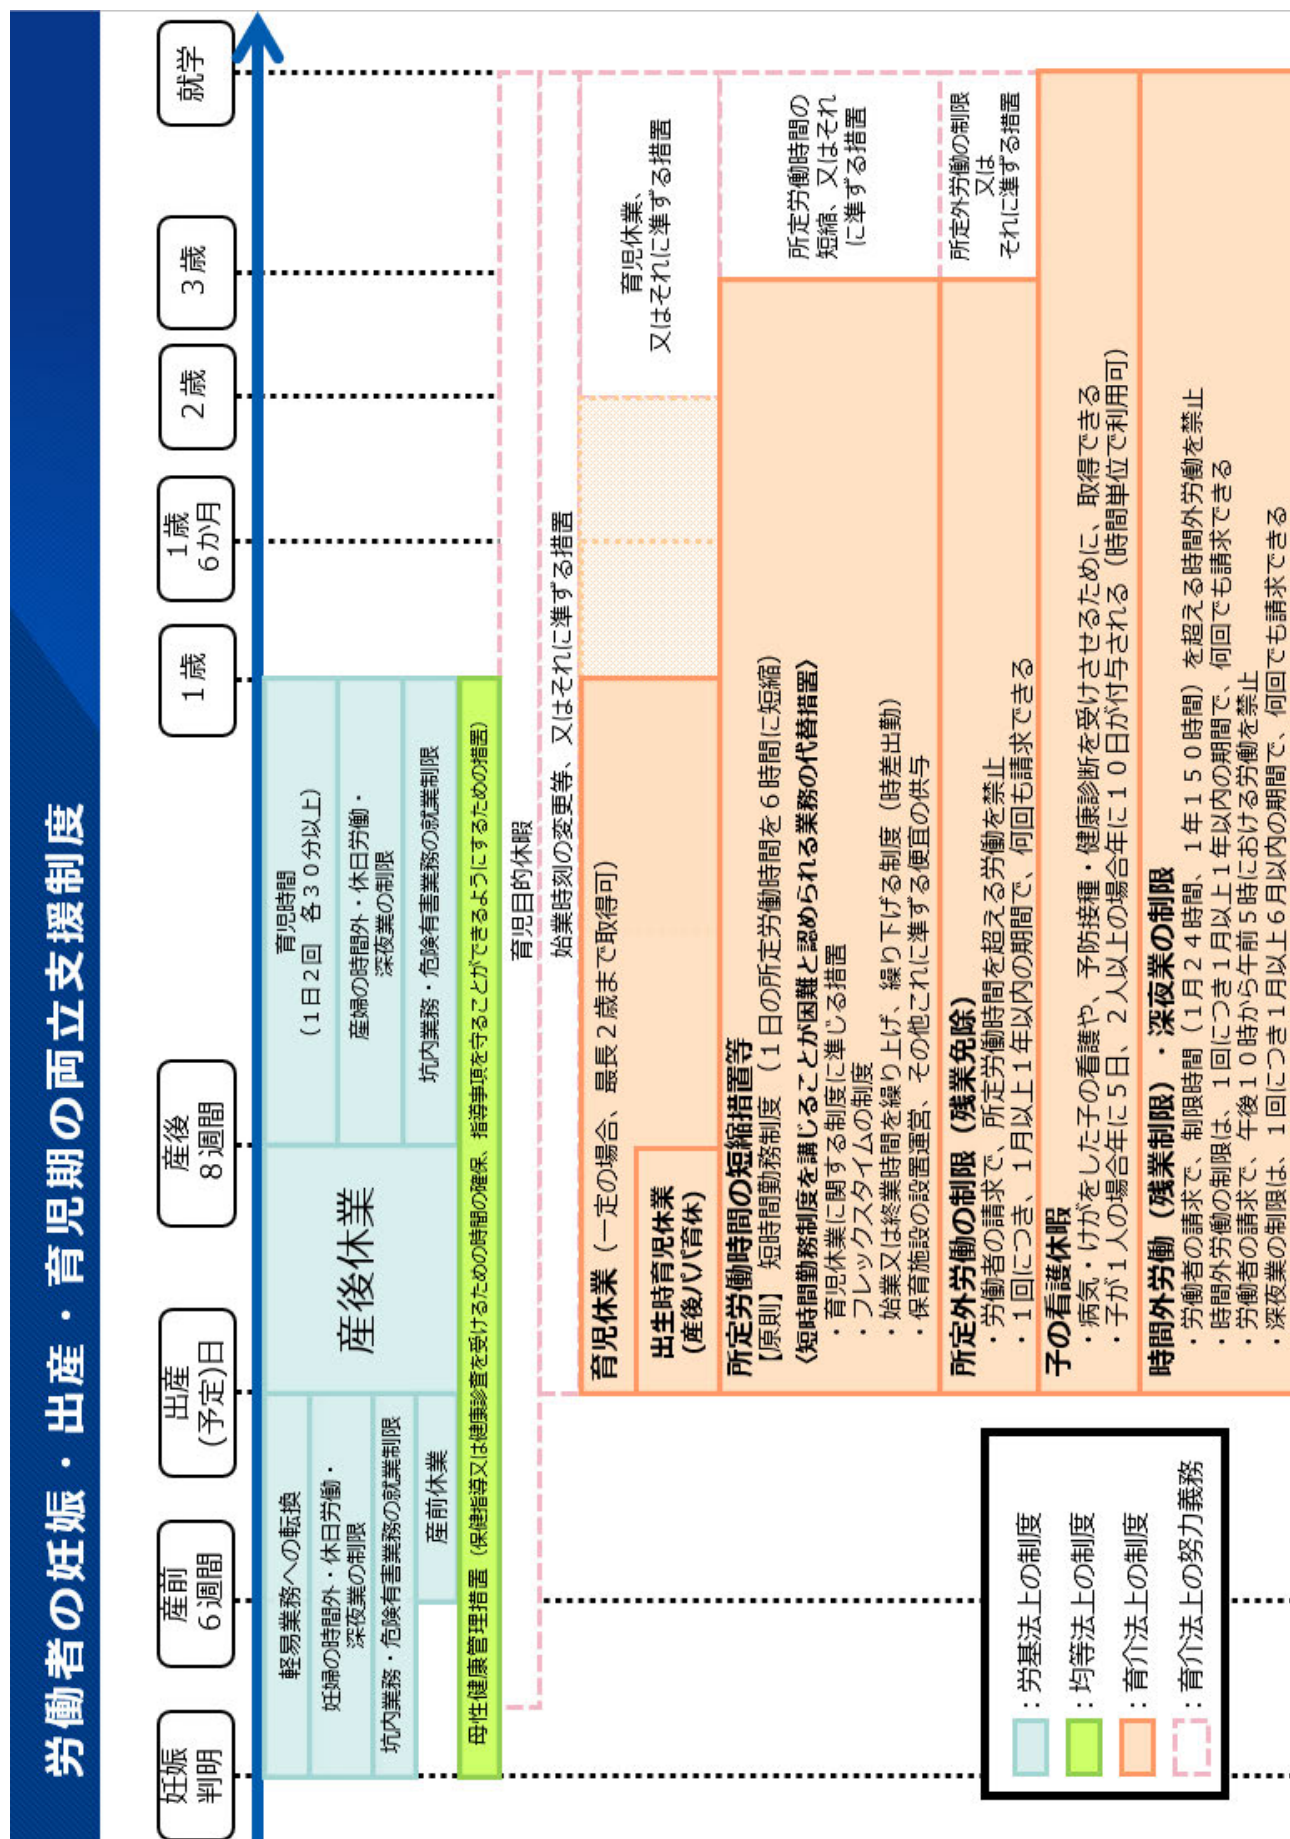 労働者の妊娠・出産・育児期の両立支援制度
妊娠
判明
産前
6週間
出産
(予定)日
産後
8週間
1歳
1歳
6か月
2歳
3歳
就学
軽易業務への転換
妊婦の時間外・休日労働・
深夜業の制限
坑内業務・危険有害業務の就業制限
産前休業
産後休業
育児時間
(1日2回 各30分以上)
産婦の時間外・休日労働・
深夜業の制限
坑内業務・危険有害業務の就業制限
母性健康管理措置 (保健指導又は健康診査を受けるための時間の確保、指導事項を守ることができるようにするための措置)
育児目的休暇
始業時刻の変更等、又はそれに準ずる措置
育児休業(一定の場合、最長2歳まで取得可)
出生時育児休業
(産後パパ育休)
育児休業、
又はそれに準ずる措置
所定労働時間の短縮措置等
【原則】 短時間勤務制度(1日の所定労働時間を6時間に短縮)
〈短時間勤務制度を講じることが困難と認められる業務の代替措置〉
・育児休業に関する制度に準じる措置
・フレックスタイムの制度
・始業又は終業時間を繰り上げ、繰り下げる制度(時差出勤)
・保育施設の設置運営、その他これに準ずる便宜の供与
所定労働時間の
短縮、又はそれ
に準ずる措置
所定外労働の制限(残業免除)
・労働者の請求で、所定労働時間を超える労働を禁止
・1回につき、1月以上1年以内の期間で、何回も請求できる
所定外労働の制限
又は
それに準ずる措置
子の看護休暇
・病気・けがをした子の看護や、予防接種・健康診断を受けさせるために、取得できる
・子が1人の場合年に5日、2人以上の場合年に10日が付与される(時間単位で利用可)
時間外労働(残業制限)・深夜業の制限
・労働者の請求で、制限時間(1月24時間、1年150時間)を超える時間外労働を禁止
・時間外労働の制限は、1回につき1月以上1年以内の期間で、何回でも請求できる
・労働者の請求で、午後10時から午前5時における労働を禁止
・深夜業の制限は、1回につき1月以上6月以内の期間で、何回でも請求できる
:労基法上の制度
:均等法上の制度
:育介法上の制度
:育介法上の努力義務